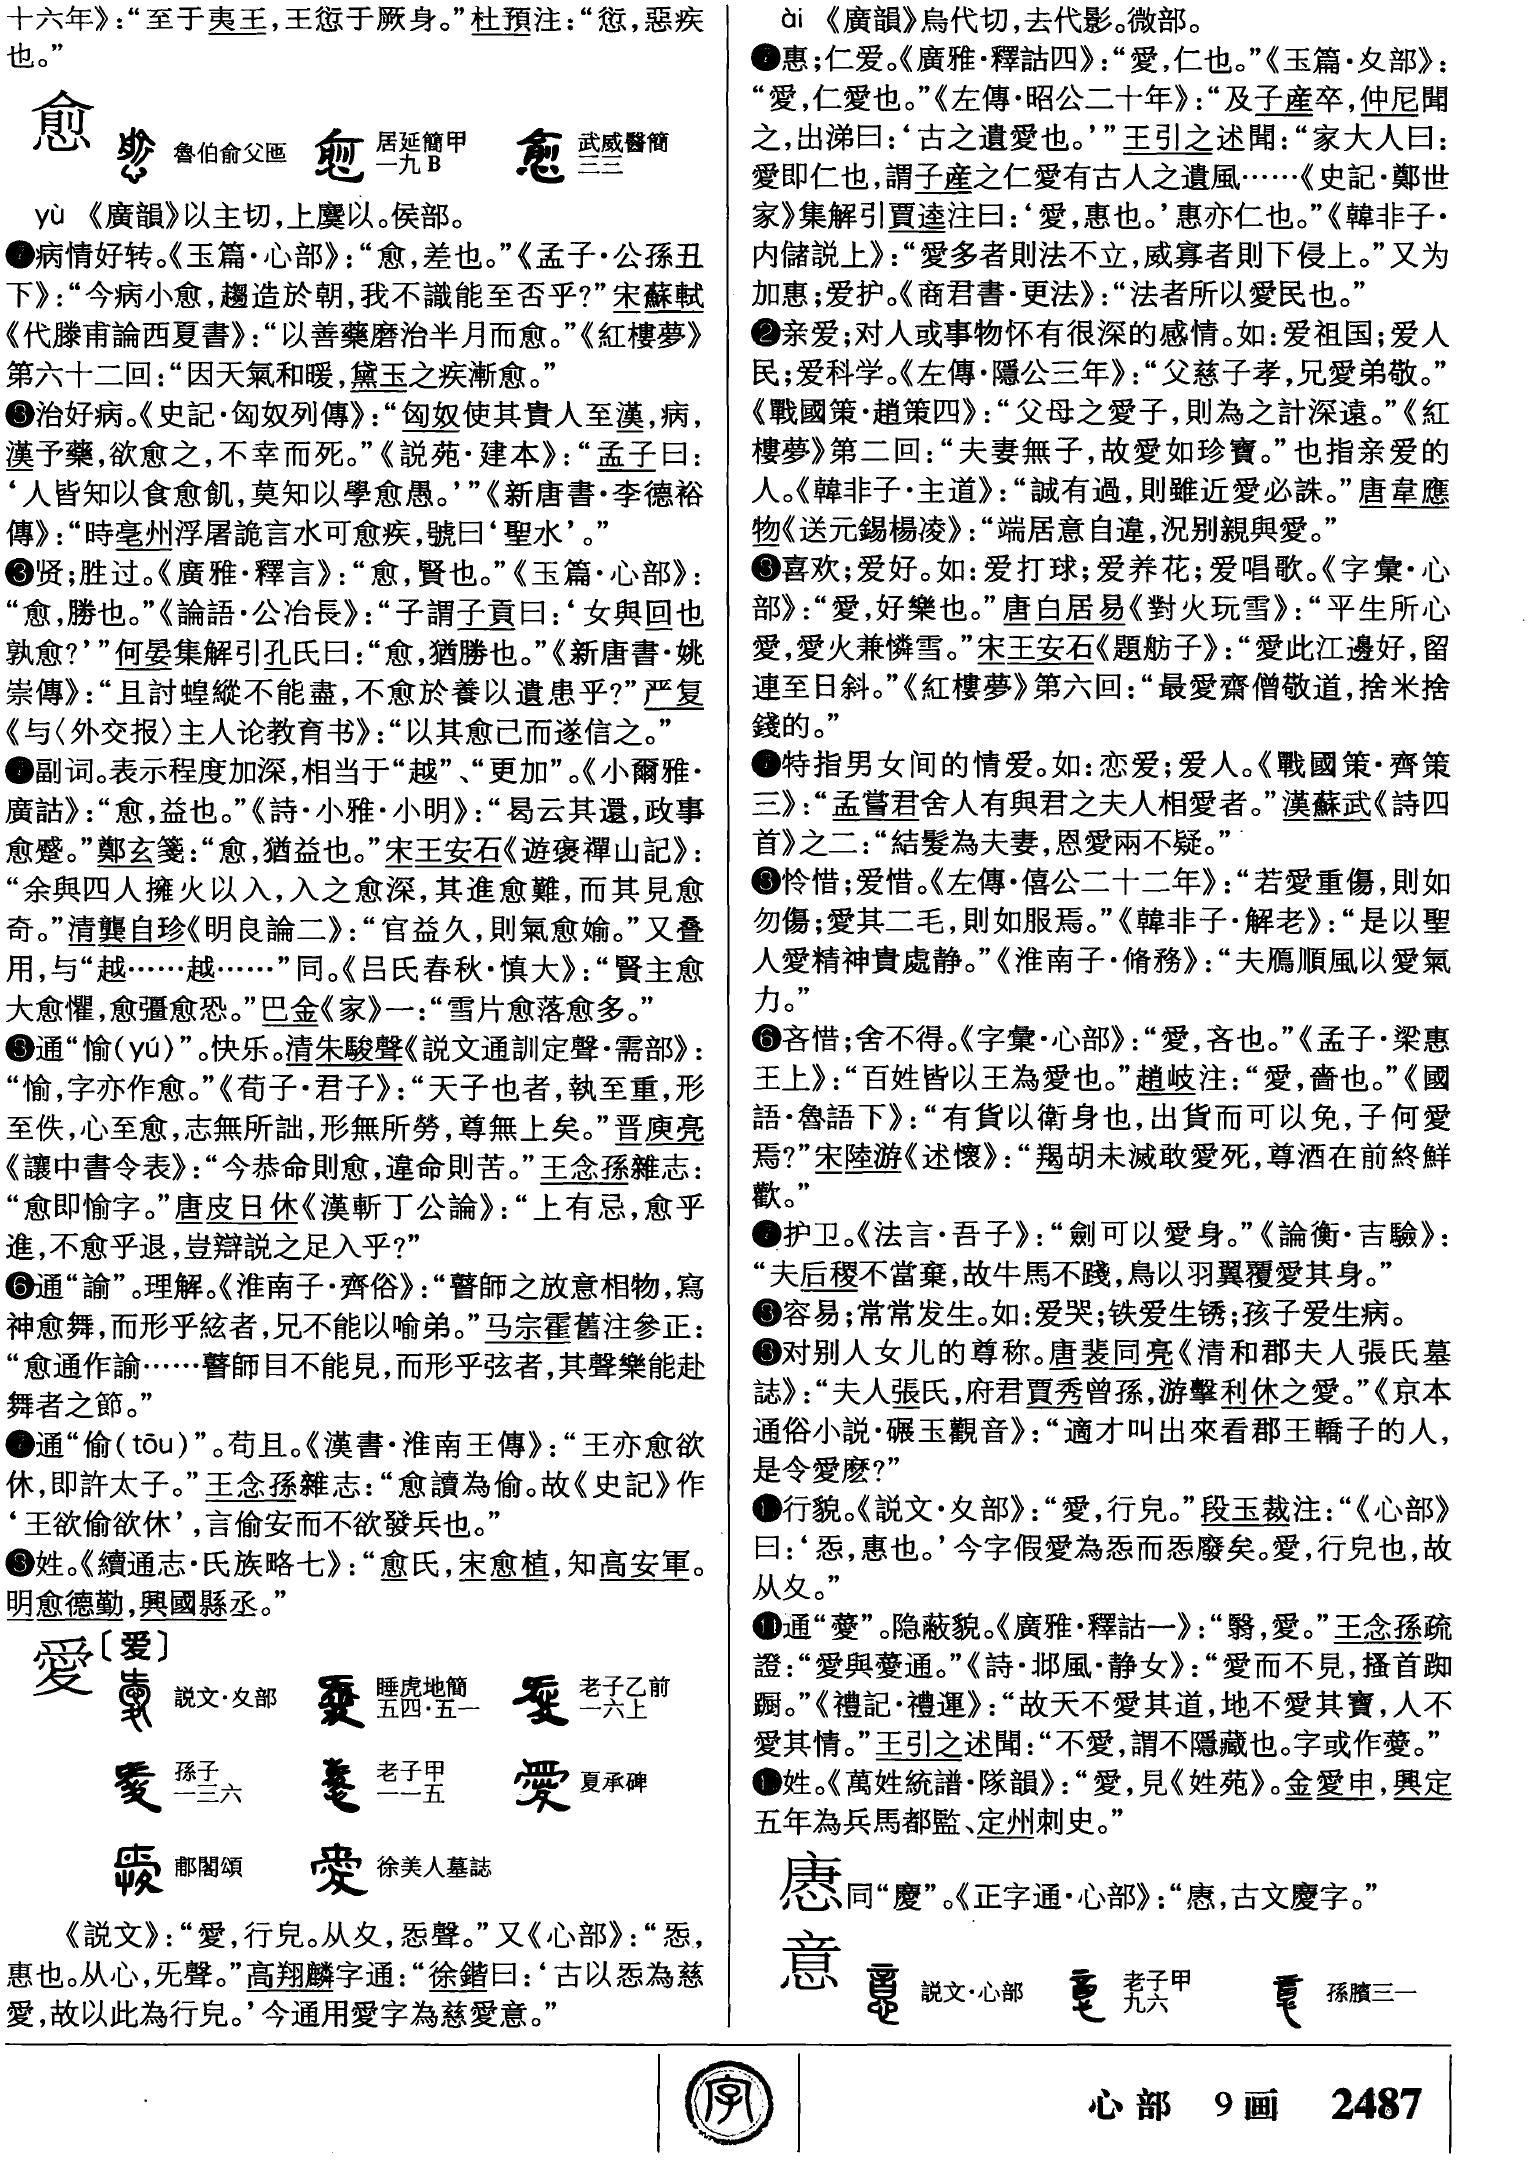 十六年》：“至于夷王，王愆于厥身。”杜預注：“愆，惡疾
也。”
愈
魯伯俞父匜
居延簡甲
一九B
武威醫簡
三三
yù 《廣韻》以主切，上麌以。侯部。
❶病情好转。《玉篇·心部》：“愈，差也。”《孟子·公孫丑
下》：“今病小愈，趨造於朝，我不識能至否乎？”宋蘇軾
《代滕甫論西夏書》：“以善藥磨治半月而愈。”《紅樓夢》
第六十二回：“因天氣和暖，黛玉之疾漸愈。”
❷治好病。《史記·匈奴列傳》：“匈奴使其貴人至漢，病，
漢予藥，欲愈之，不幸而死。”《説苑·建本》：“孟子曰：
‘人皆知以食愈飢，莫知以學愈愚。’”《新唐書·李德裕
傳》：“時亳州浮屠詭言水可愈疾，號曰‘聖水’。”
❸贤；胜过。《廣雅·釋言》：“愈，賢也。”《玉篇·心部》：
“愈，勝也。”《論語·公冶長》：“子謂子貢曰：‘女與回也
孰愈？’”何晏集解引孔氏曰：“愈，猶勝也。”《新唐書·姚
崇傳》：“且討蝗縱不能盡，不愈於養以遺患乎？”严复
《与〈外交报〉主人论教育书》：“以其愈己而遂信之。”
❹副词。表示程度加深，相当于“越”、“更加”。《小爾雅·
廣詁》：“愈，益也。”《詩·小雅·小明》：“曷云其還，政事
愈蹙。”鄭玄箋：“愈，猶益也。”宋王安石《遊褒禪山記》：
“余與四人擁火以入，入之愈深，其進愈難，而其見愈
奇。”清龔自珍《明良論二》：“官益久，則氣愈媮。”又叠
用，与“越……越……”同。《吕氏春秋·慎大》：“賢主愈
大愈懼，愈彊愈恐。”巴金《家》一：“雪片愈落愈多。”
❺通“愉(yú)”。快乐。清朱駿聲《説文通訓定聲·需部》：
“愉，字亦作愈。”《荀子·君子》：“天子也者，執至重，形
至佚，心至愈，志無所詘，形無所勞，尊無上矣。”晋庾亮
《讓中書令表》：“今恭命則愈，違命則苦。”王念孫雜志：
“愈即愉字。”唐皮日休《漢斬丁公論》：“上有忌，愈乎
進，不愈乎退，豈辯説之足入乎？”
❻通“諭”。理解。《淮南子·齊俗》：“瞽師之放意相物，寫
神愈舞，而形乎絃者，兄不能以喻弟。”马宗霍舊注參正：
“愈通作諭……瞽師目不能見，而形乎弦者，其聲樂能赴
舞者之節。”
❼通“偷(tōu)”。苟且。《漢書·淮南王傳》：“王亦愈欲
休，即許太子。”王念孫雜志：“愈讀為偷。故《史記》作
‘王欲偷欲休’，言偷安而不欲發兵也。”
❽姓。《續通志·氏族略七》：“愈氏，宋愈植，知高安軍。
明愈德勤，興國縣丞。”
愛〔爱〕
説文·夊部
睡虎地簡
五四·五一
老子乙前
一六上
孫子
一三六
老子甲
一一五
夏承碑
郙閣頌
徐美人墓誌
《説文》：“愛，行皃。从夊，㤅聲。”又《心部》：“㤅，
惠也。从心，旡聲。”高翔麟字通：“徐鍇曰：‘古以㤅為慈
愛，故以此為行皃。’今通用愛字為慈愛意。”
ài 《廣韻》烏代切，去代影。微部。
❶惠；仁爱。《廣雅·釋詁四》：“愛，仁也。”《玉篇·夊部》：
“愛，仁愛也。”《左傳·昭公二十年》：“及子産卒，仲尼聞
之，出涕曰：‘古之遺愛也。’”王引之述聞：“家大人曰：
愛即仁也，謂子産之仁愛有古人之遺風……《史記·鄭世
家》集解引賈逵注曰：‘愛，惠也。’惠亦仁也。”《韓非子·
内儲説上》：“愛多者則法不立，威寡者則下侵上。”又为
加惠；爱护。《商君書·更法》：“法者所以愛民也。”
❷亲爱；对人或事物怀有很深的感情。如：爱祖国；爱人
民；爱科学。《左傳·隱公三年》：“父慈子孝，兄愛弟敬。”
《戰國策·趙策四》：“父母之愛子，則為之計深遠。”《紅
樓夢》第二回：“夫妻無子，故愛如珍寶。”也指亲爱的
人。《韓非子·主道》：“誠有過，則雖近愛必誅。”唐韋應
物《送元錫楊凌》：“端居意自違，況别親與愛。”
❸喜欢；爱好。如：爱打球；爱养花；爱唱歌。《字彙·心
部》：“愛，好樂也。”唐白居易《對火玩雪》：“平生所心
愛，愛火兼憐雪。”宋王安石《題舫子》：“愛此江邊好，留
連至日斜。”《紅樓夢》第六回：“最愛齋僧敬道，捨米捨
錢的。”
❹特指男女间的情爱。如：恋爱；爱人。《戰國策·齊策
三》：“孟嘗君舍人有與君之夫人相愛者。”漢蘇武《詩四
首》之二：“結髮為夫妻，恩愛兩不疑。”
❺怜惜；爱惜。《左傳·僖公二十二年》：“若愛重傷，則如
勿傷；愛其二毛，則如服焉。”《韓非子·解老》：“是以聖
人愛精神貴處静。”《淮南子·脩務》：“夫鴈順風以愛氣
力。”
❻吝惜；舍不得。《字彙·心部》：“愛，吝也。”《孟子·梁惠
王上》：“百姓皆以王為愛也。”趙岐注：“愛，嗇也。”《國
語·魯語下》：“有貨以衛身也，出貨而可以免，子何愛
焉？”宋陸游《述懷》：“羯胡未滅敢愛死，尊酒在前終鮮
歡。”
❼护卫。《法言·吾子》：“劍可以愛身。”《論衡·吉驗》：
“夫后稷不當棄，故牛馬不踐，鳥以羽翼覆愛其身。”
❽容易；常常发生。如：爱哭；铁爱生锈；孩子爱生病。
❾对别人女儿的尊称。唐裴同亮《清和郡夫人張氏墓
誌》：“夫人張氏，府君賈秀曾孫，游擊利休之愛。”《京本
通俗小説·碾玉觀音》：“適才叫出來看郡王轎子的人，
是令愛麽？”
❿行貌。《説文·夊部》：“愛，行皃。”段玉裁注：“《心部》
曰：‘㤅，惠也。’今字假愛為㤅而㤅廢矣。愛，行皃也，故
从夊。”
⓫通“薆”。隐蔽貌。《廣雅·釋詁一》：“翳，愛。”王念孫疏
證：“愛與薆通。”《詩·邶風·静女》：“愛而不見，搔首踟
蹰。”《禮記·禮運》：“故天不愛其道，地不愛其寶，人不
愛其情。”王引之述聞：“不愛，謂不隱藏也。字或作薆。”
⓬姓。《萬姓統譜·隊韻》：“愛，見《姓苑》。金愛申，興定
五年為兵馬都監、定州刺史。”
㥲同“慶”。《正字通·心部》：“㥲，古文慶字。”
意
説文·心部
老子甲
九六
孫臏三一
字
心部 9画 2487